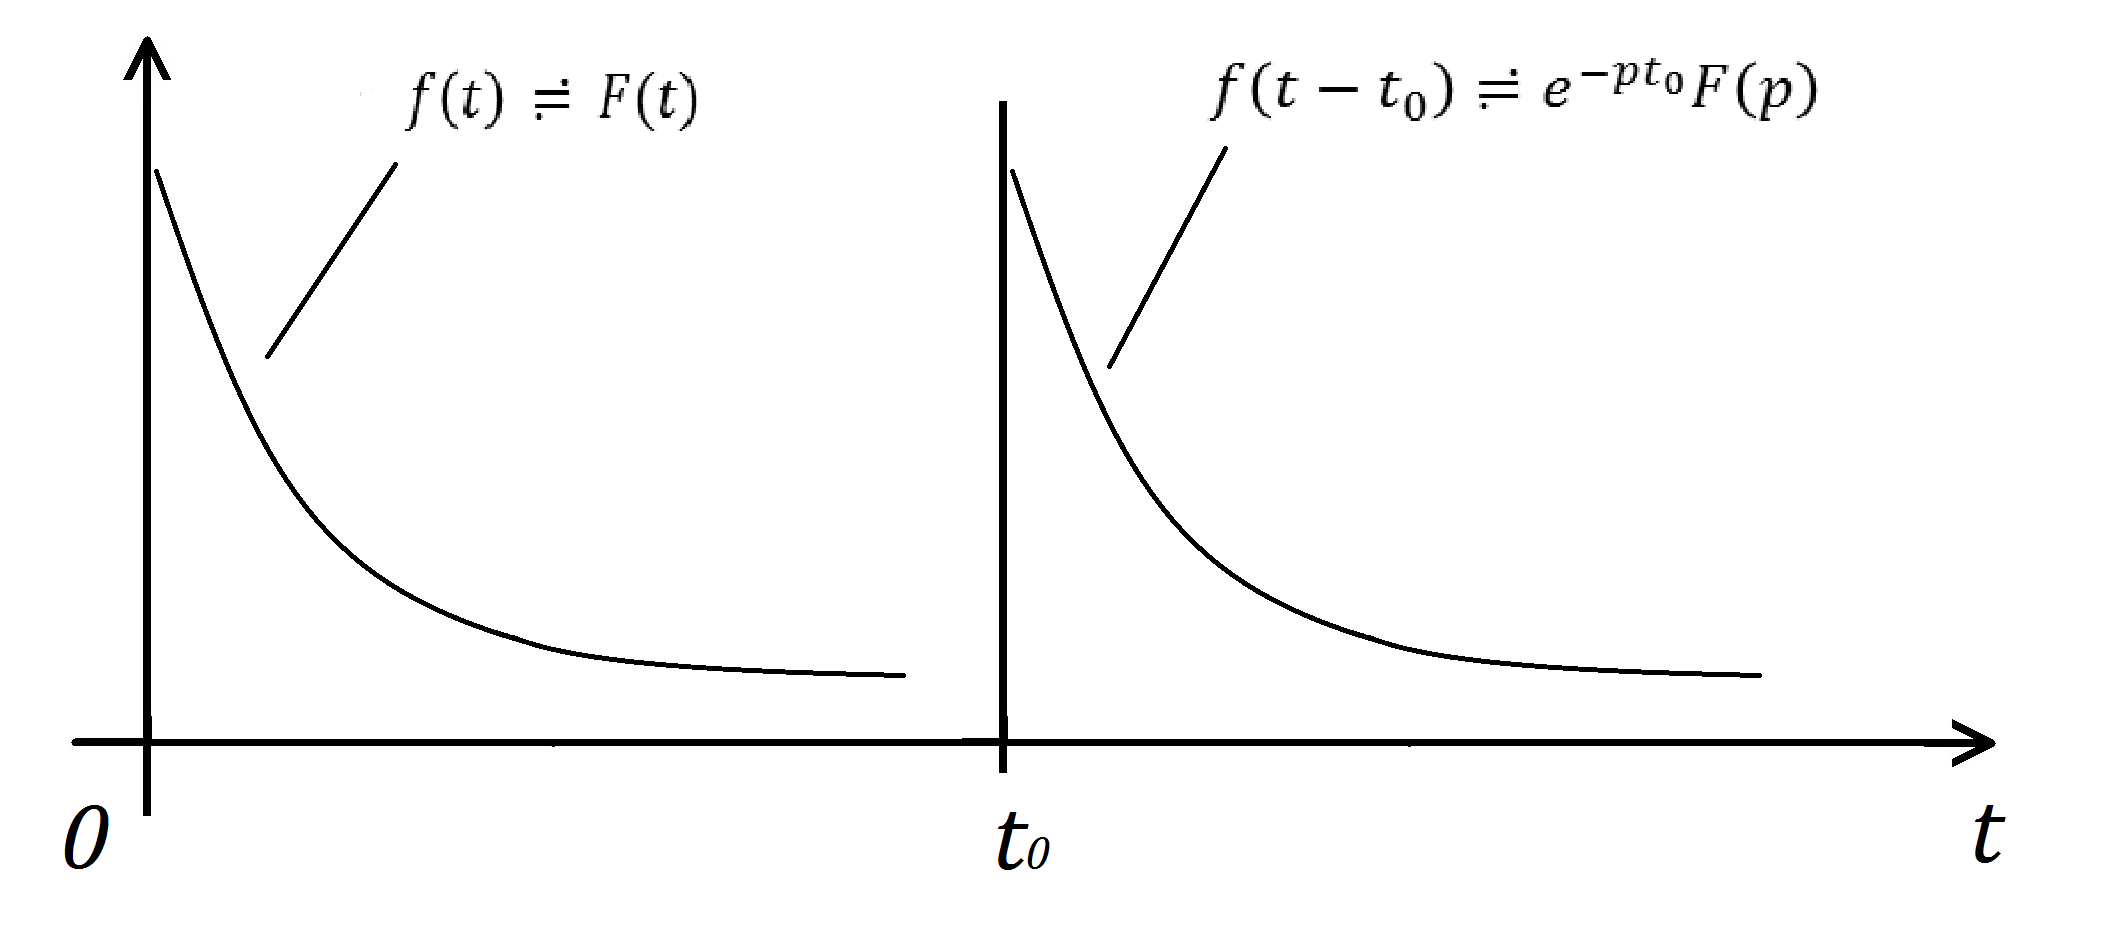 f(t) ≓ F(t)
f(t − t₀) ≓ e^{−pt₀}F(p)
0
t₀
t